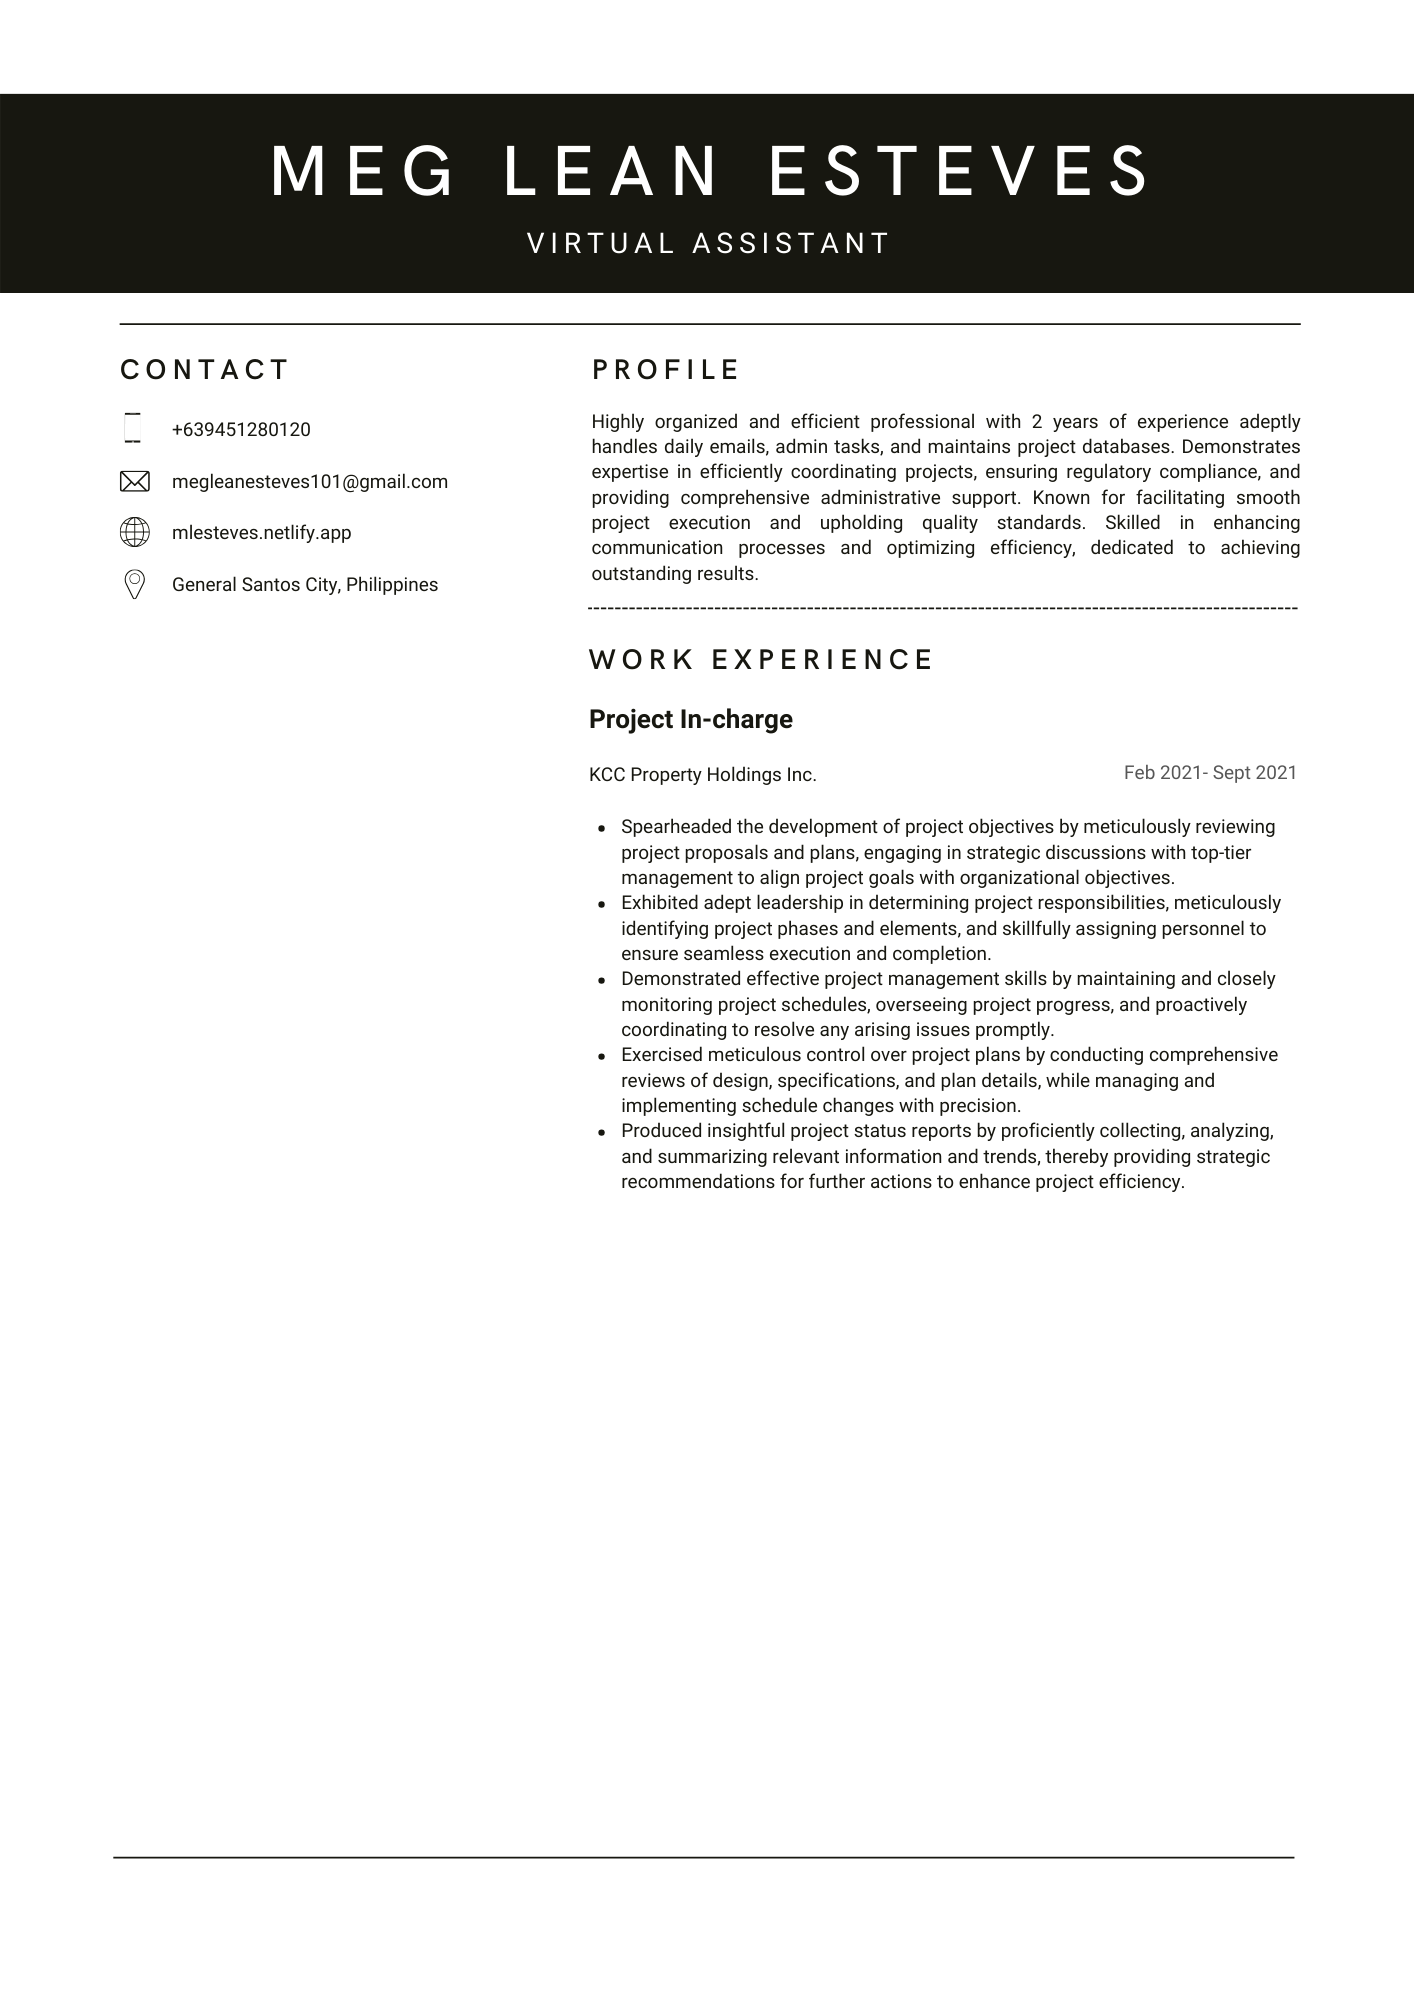 MEG LEAN ESTEVES
VIRTUAL ASSISTANT
CONTACT
+639451280120
megleanesteves101@gmail.com
mlesteves.netlify.app
General Santos City, Philippines
PROFILE
Highly organized and efficient professional with 2 years of experience adeptly
handles daily emails, admin tasks, and maintains project databases. Demonstrates
expertise in efficiently coordinating projects, ensuring regulatory compliance, and
providing comprehensive administrative support. Known for facilitating smooth
project execution and upholding quality standards. Skilled in enhancing
communication processes and optimizing efficiency, dedicated to achieving
outstanding results.
WORK EXPERIENCE
Project In-charge
KCC Property Holdings Inc. Feb 2021- Sept 2021
• Spearheaded the development of project objectives by meticulously reviewing
project proposals and plans, engaging in strategic discussions with top-tier
management to align project goals with organizational objectives.
• Exhibited adept leadership in determining project responsibilities, meticulously
identifying project phases and elements, and skillfully assigning personnel to
ensure seamless execution and completion.
• Demonstrated effective project management skills by maintaining and closely
monitoring project schedules, overseeing project progress, and proactively
coordinating to resolve any arising issues promptly.
• Exercised meticulous control over project plans by conducting comprehensive
reviews of design, specifications, and plan details, while managing and
implementing schedule changes with precision.
• Produced insightful project status reports by proficiently collecting, analyzing,
and summarizing relevant information and trends, thereby providing strategic
recommendations for further actions to enhance project efficiency.